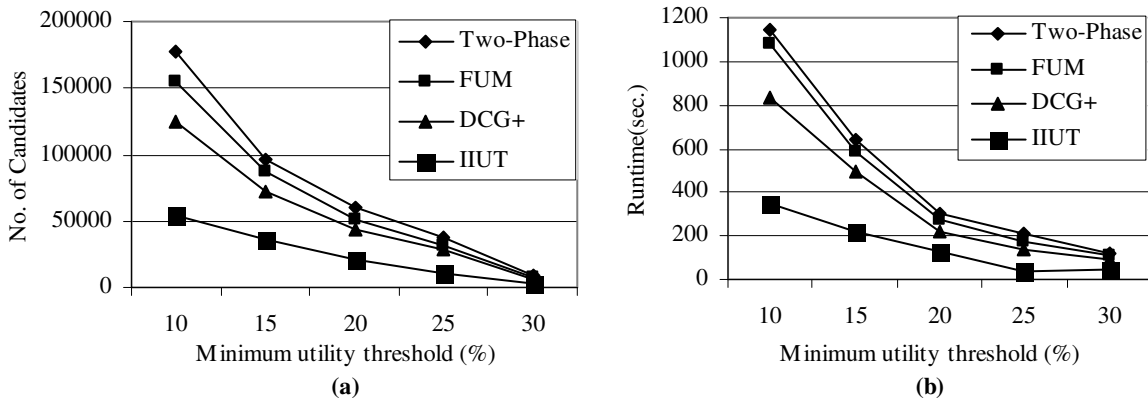 No. of Candidates
200000
150000
100000
50000
0
Two-Phase
FUM
DCG+
IIUT
10 15 20 25 30
Minimum utility threshold (%)
(a)
Runtime(sec.)
1200
1000
800
600
400
200
0
Two-Phase
FUM
DCG+
IIUT
10 15 20 25 30
Minimum utility threshold (%)
(b)